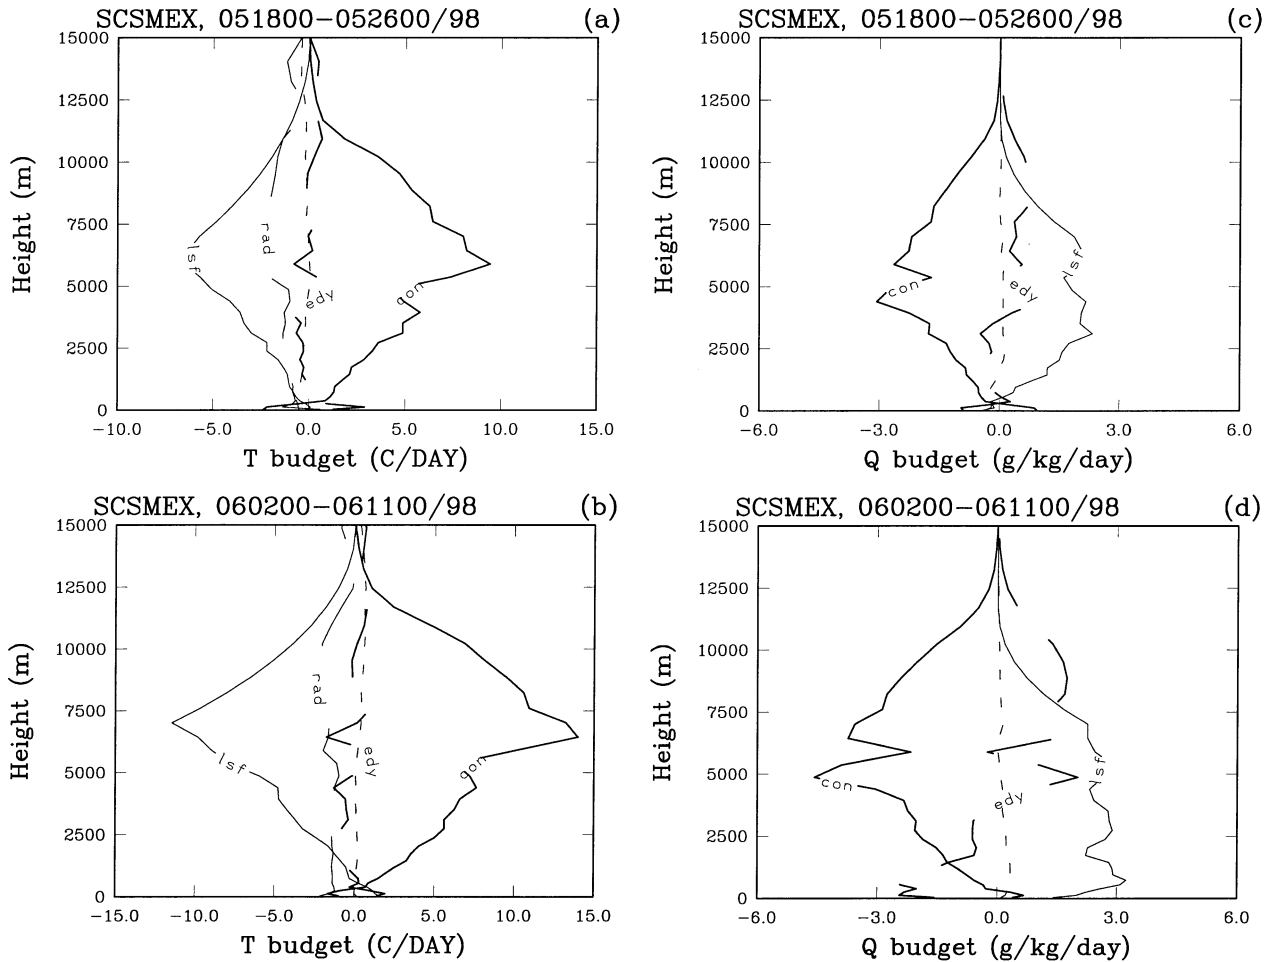 SCSMEX, 051800-052600/98 (a)
15000
12500
10000
7500
5000
2500
0
Height (m)
-10.0 -5.0 0.0 5.0 10.0 15.0
T budget (C/DAY)
lsf
rad
edy
con
SCSMEX, 051800-052600/98 (c)
15000
12500
10000
7500
5000
2500
0
Height (m)
-6.0 -3.0 0.0 3.0 6.0
Q budget (g/kg/day)
con
edy
lsf
SCSMEX, 060200-061100/98 (b)
15000
12500
10000
7500
5000
2500
0
Height (m)
-15.0 -10.0 -5.0 0.0 5.0 10.0 15.0
T budget (C/DAY)
lsf
rad
edy
con
SCSMEX, 060200-061100/98 (d)
15000
12500
10000
7500
5000
2500
0
Height (m)
-6.0 -3.0 0.0 3.0 6.0
Q budget (g/kg/day)
con
edy
lsf